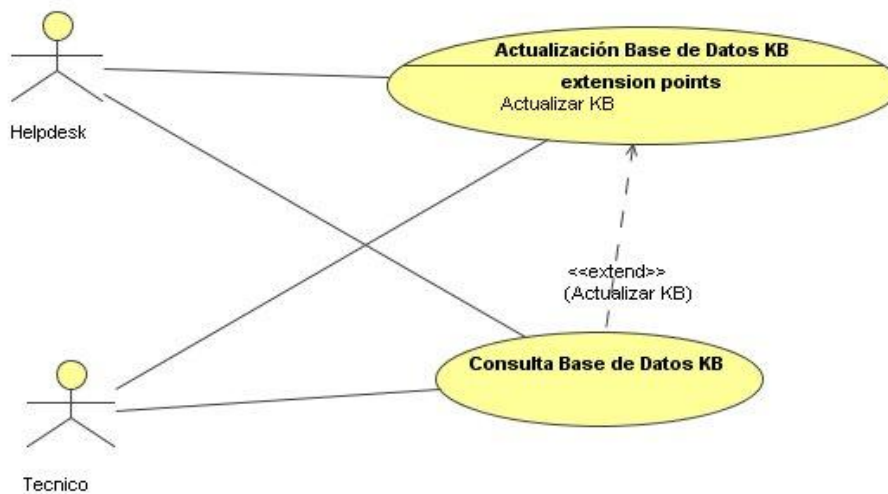 Actualización Base de Datos KB
extension points
Actualizar KB
Helpdesk
<<extend>>
(Actualizar KB)
Consulta Base de Datos KB
Tecnico